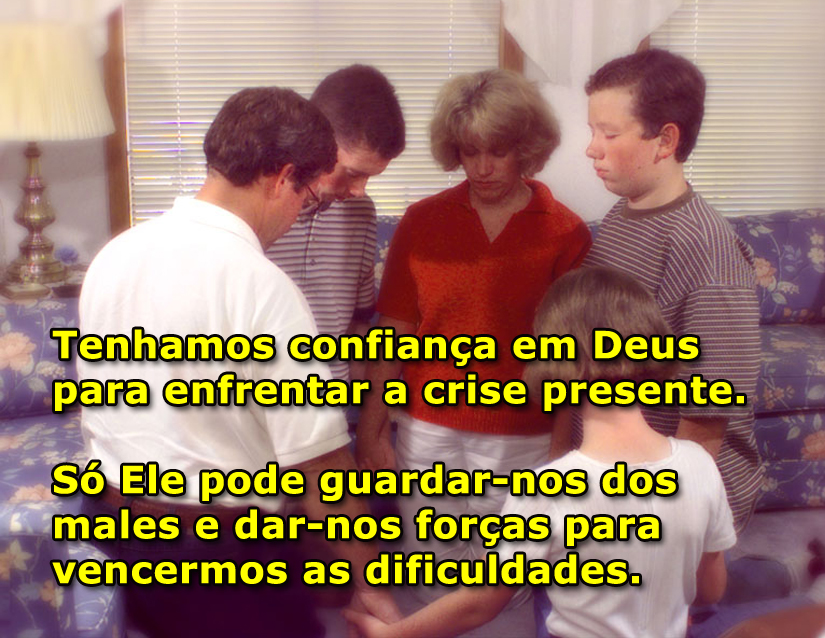 Tenhamos confiança em Deus
para enfrentar a crise presente.
Só Ele pode guardar-nos dos
males e dar-nos forças para
vencermos as dificuldades.